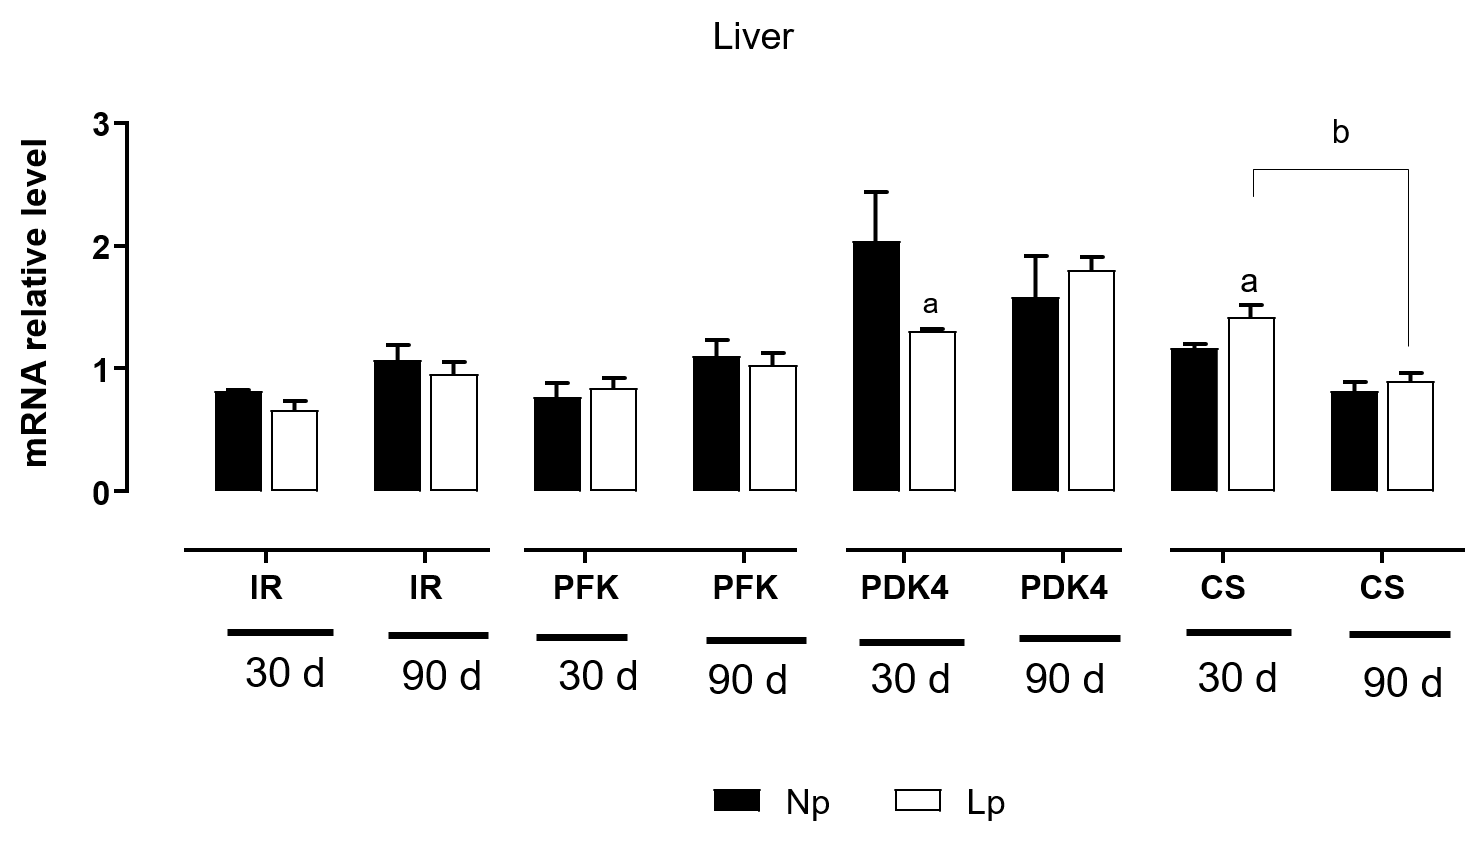 Liver
mRNA relative level
3
2
1
0
b
a
a
IR IR PFK PFK PDK4 PDK4 CS CS
30 d 90 d 30 d 90 d 30 d 90 d 30 d 90 d
Np Lp